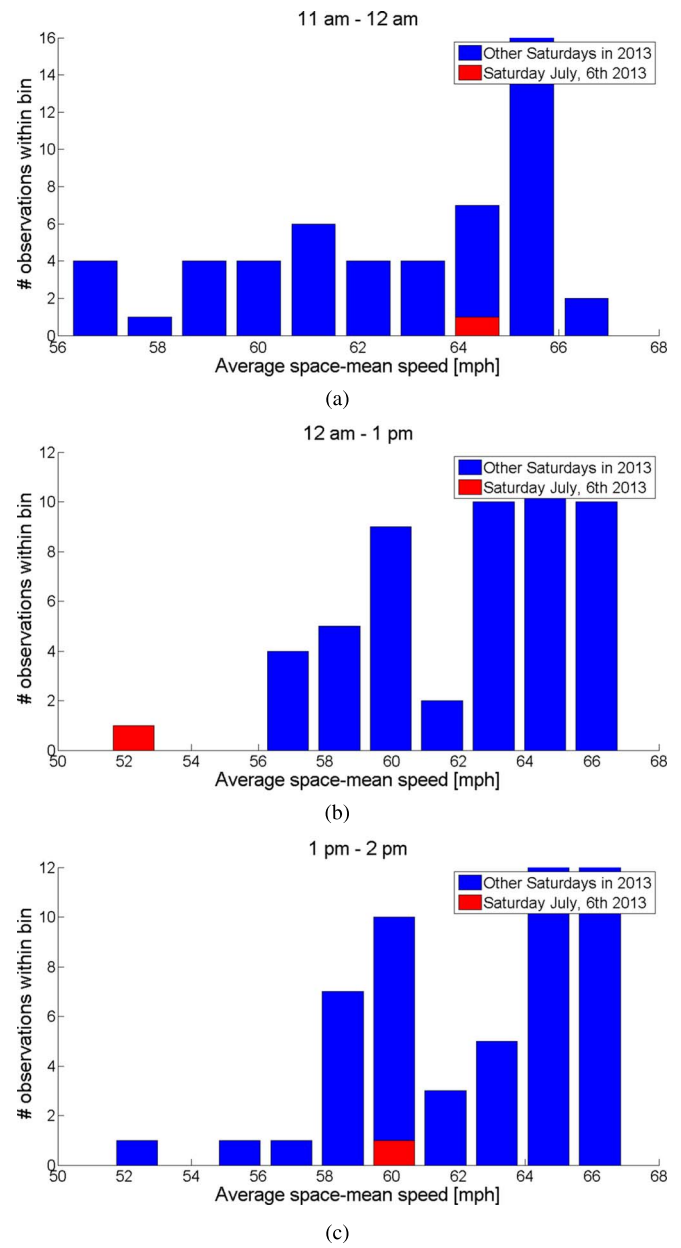 11 am - 12 am
16
14
12
10
8
6
4
2
0
# observations within bin
Other Saturdays in 2013
Saturday July, 6th 2013
56 58 60 62 64 66 68
Average space-mean speed [mph]
(a)
12 am - 1 pm
12
10
8
6
4
2
0
# observations within bin
Other Saturdays in 2013
Saturday July, 6th 2013
50 52 54 56 58 60 62 64 66 68
Average space-mean speed [mph]
(b)
1 pm - 2 pm
12
10
8
6
4
2
0
# observations within bin
Other Saturdays in 2013
Saturday July, 6th 2013
50 52 54 56 58 60 62 64 66 68
Average space-mean speed [mph]
(c)